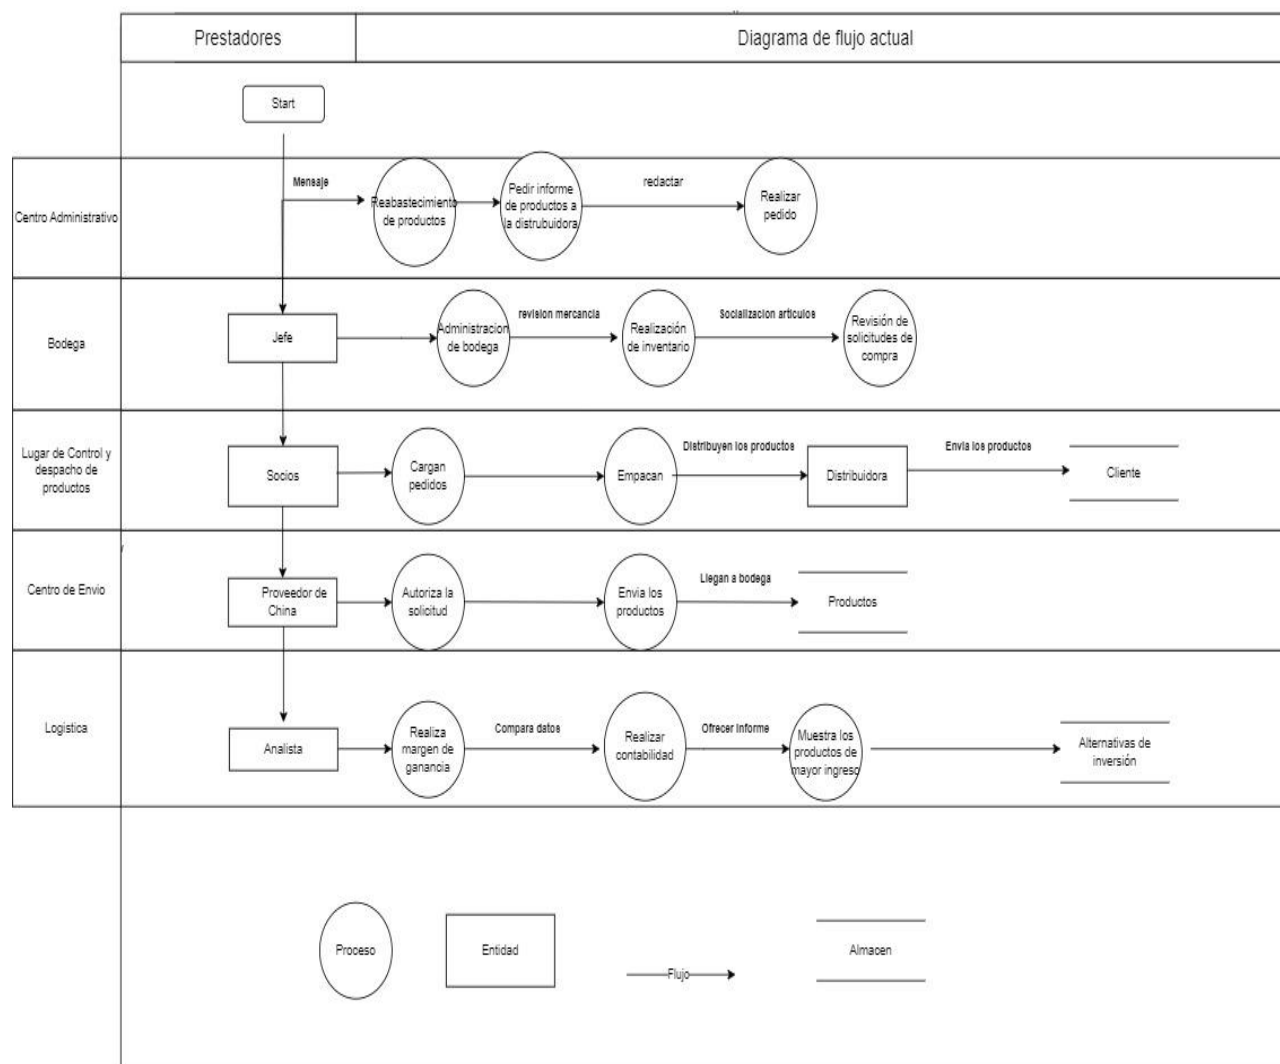 Prestadores
Diagrama de flujo actual
Start
Centro Administrativo
Mensaje
Reabastecimiento
de productos
Pedir informe
de productos a
la distrubuidora
redactar
Realizar
pedido
Bodega
Jefe
Administracion
de bodega
revision mercancia
Realización
de inventario
Socializacion articulos
Revisión de
solicitudes de
compra
Lugar de Control y
despacho de
productos
Socios
Cargan
pedidos
Empacan
Distribuyen los productos
Distribuidora
Envia los productos
Cliente
Centro de Envio
Proveedor de
China
Autoriza la
solicitud
Envia los
productos
Llegan a bodega
Productos
Logistica
Analista
Realiza
margen de
ganancia
Compara datos
Realizar
contabilidad
Ofrecer informe
Muestra los
productos de
mayor ingreso
Alternativas de
inversión
Proceso
Entidad
Flujo
Almacen